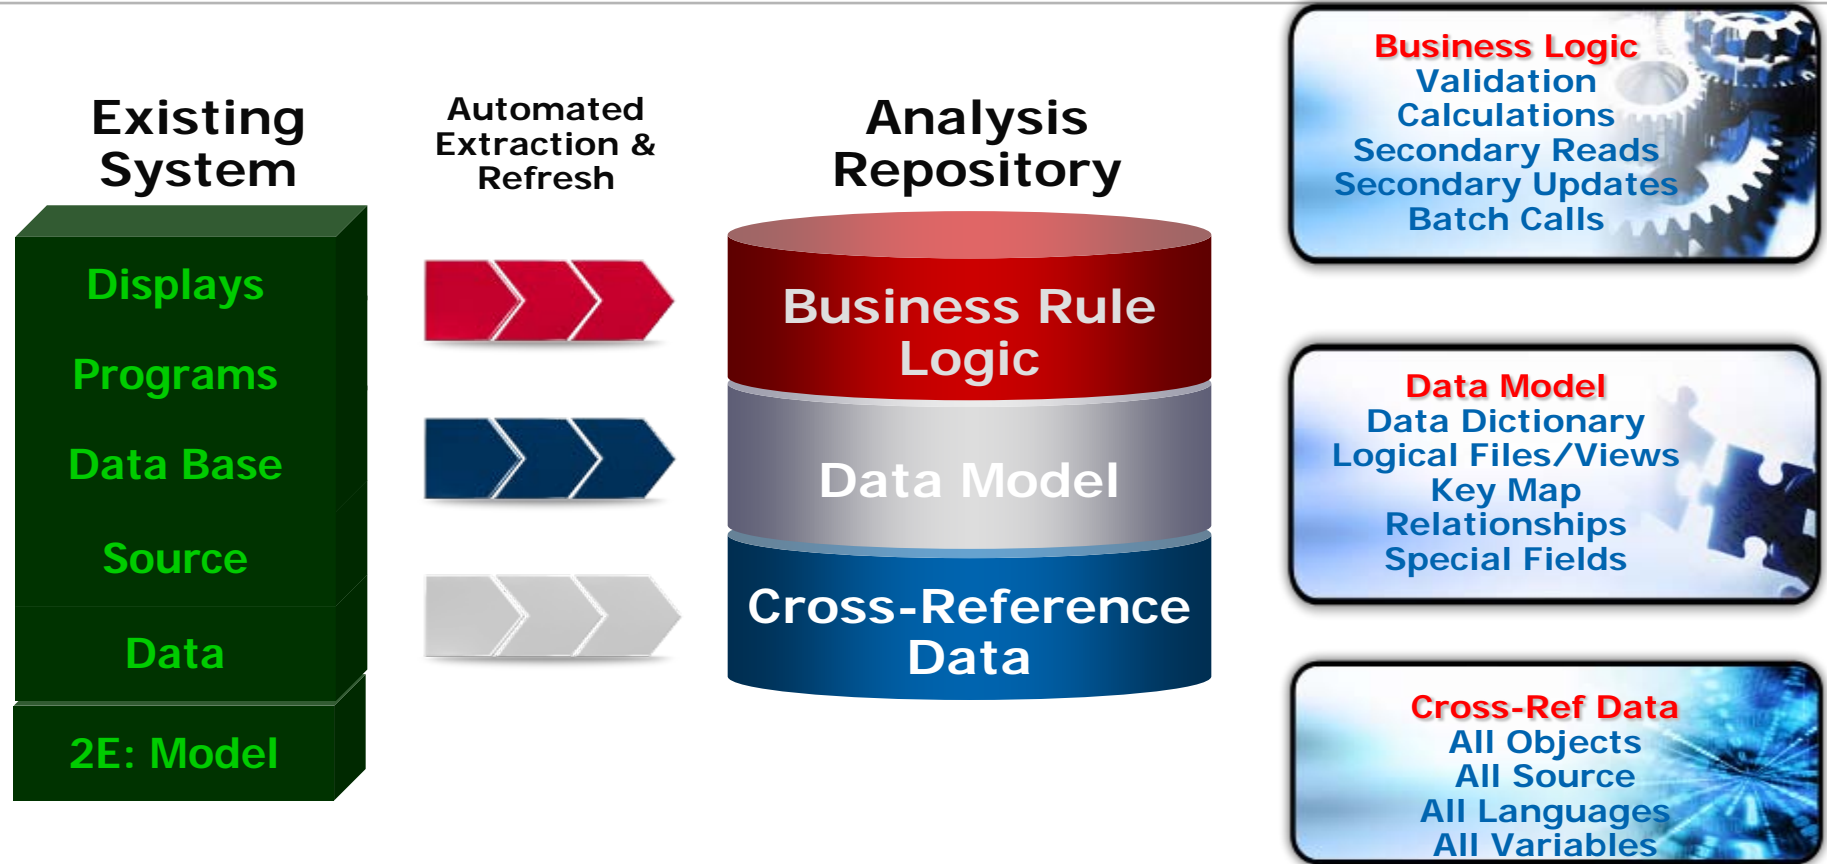 Existing
System
Displays
Programs
Data Base
Source
Data
2E: Model
Automated
Extraction &
Refresh
Analysis
Repository
Business Rule
Logic
Data Model
Cross-Reference
Data
Business Logic
Validation
Calculations
Secondary Reads
Secondary Updates
Batch Calls
Data Model
Data Dictionary
Logical Files/Views
Key Map
Relationships
Special Fields
Cross-Ref Data
All Objects
All Source
All Languages
All Variables